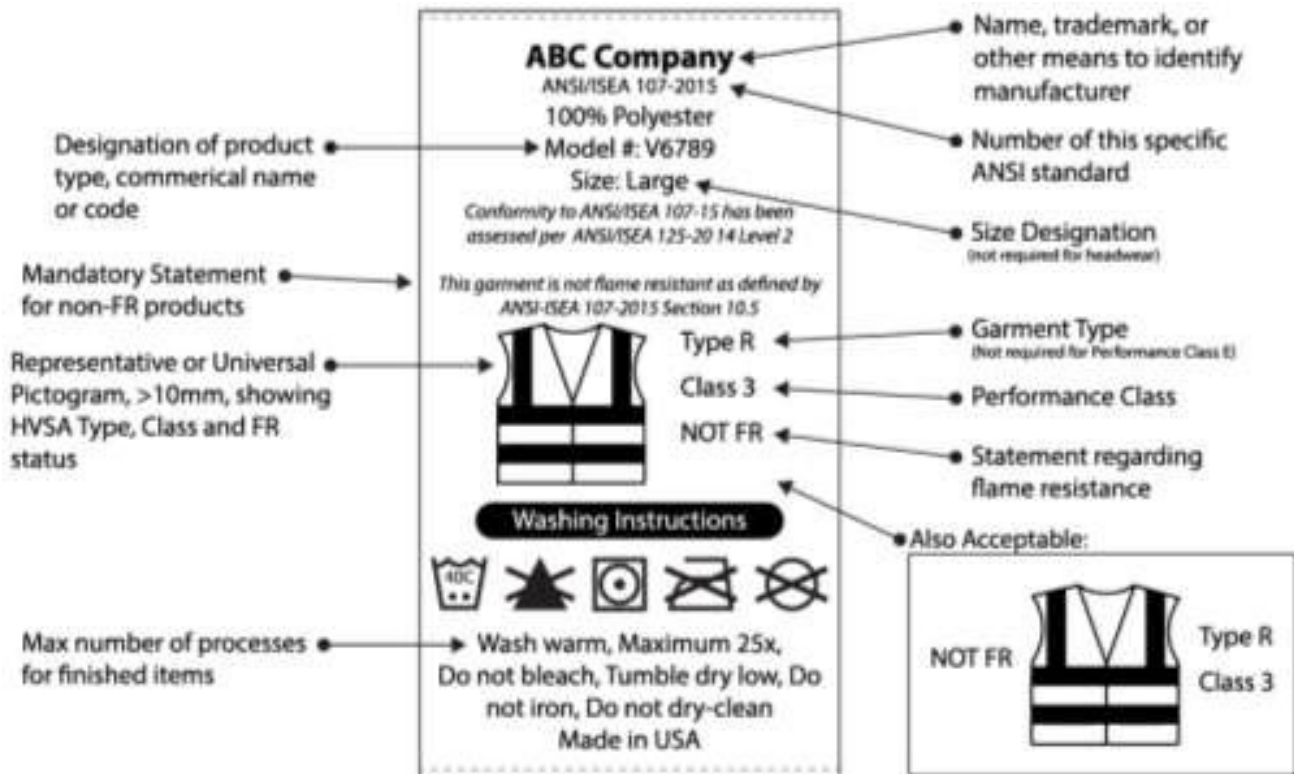 ABC Company
ANSI/ISEA 107-2015
100% Polyester
Model #: V6789
Size: Large
Conformity to ANSI/ISEA 107-15 has been
assessed per ANSI/ISEA 125-20 14 Level 2
This garment is not flame resistant as defined by
ANSI-ISEA 107-2015 Section 10.5
Type R
Class 3
NOT FR
Washing Instructions
40C
Wash warm, Maximum 25x,
Do not bleach, Tumble dry low, Do
not iron, Do not dry-clean
Made in USA
Designation of product
type, commerical name
or code
Mandatory Statement
for non-FR products
Representative or Universal
Pictogram, >10mm, showing
HVSA Type, Class and FR
status
Max number of processes
for finished items
Name, trademark, or
other means to identify
manufacturer
Number of this specific
ANSI standard
Size Designation
(not required for headwear)
Garment Type
(Not required for Performance Class E)
Performance Class
Statement regarding
flame resistance
Also Acceptable:
NOT FR
Type R
Class 3